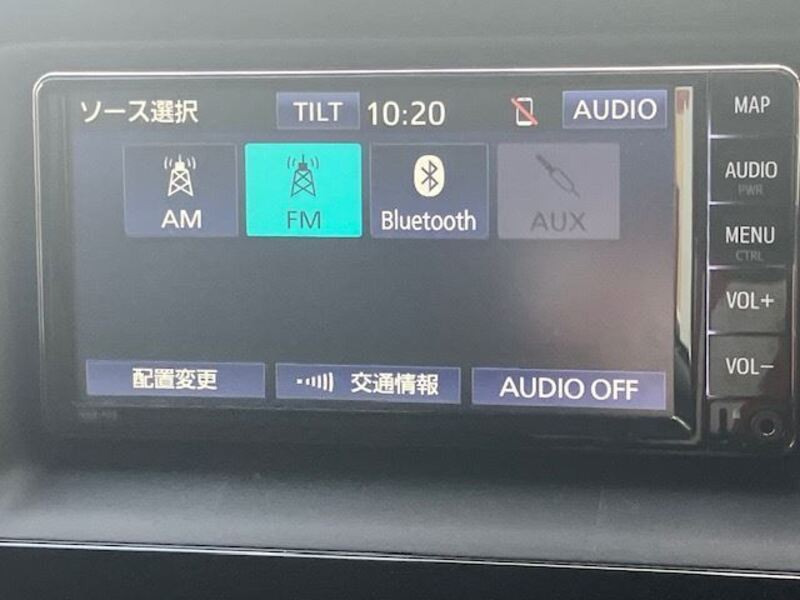 ソース選択 TILT 10:20 AUDIO
AM FM Bluetooth AUX
配置変更 交通情報 AUDIO OFF
MAP
AUDIO
PWR
MENU
CTRL
VOL+
VOL-